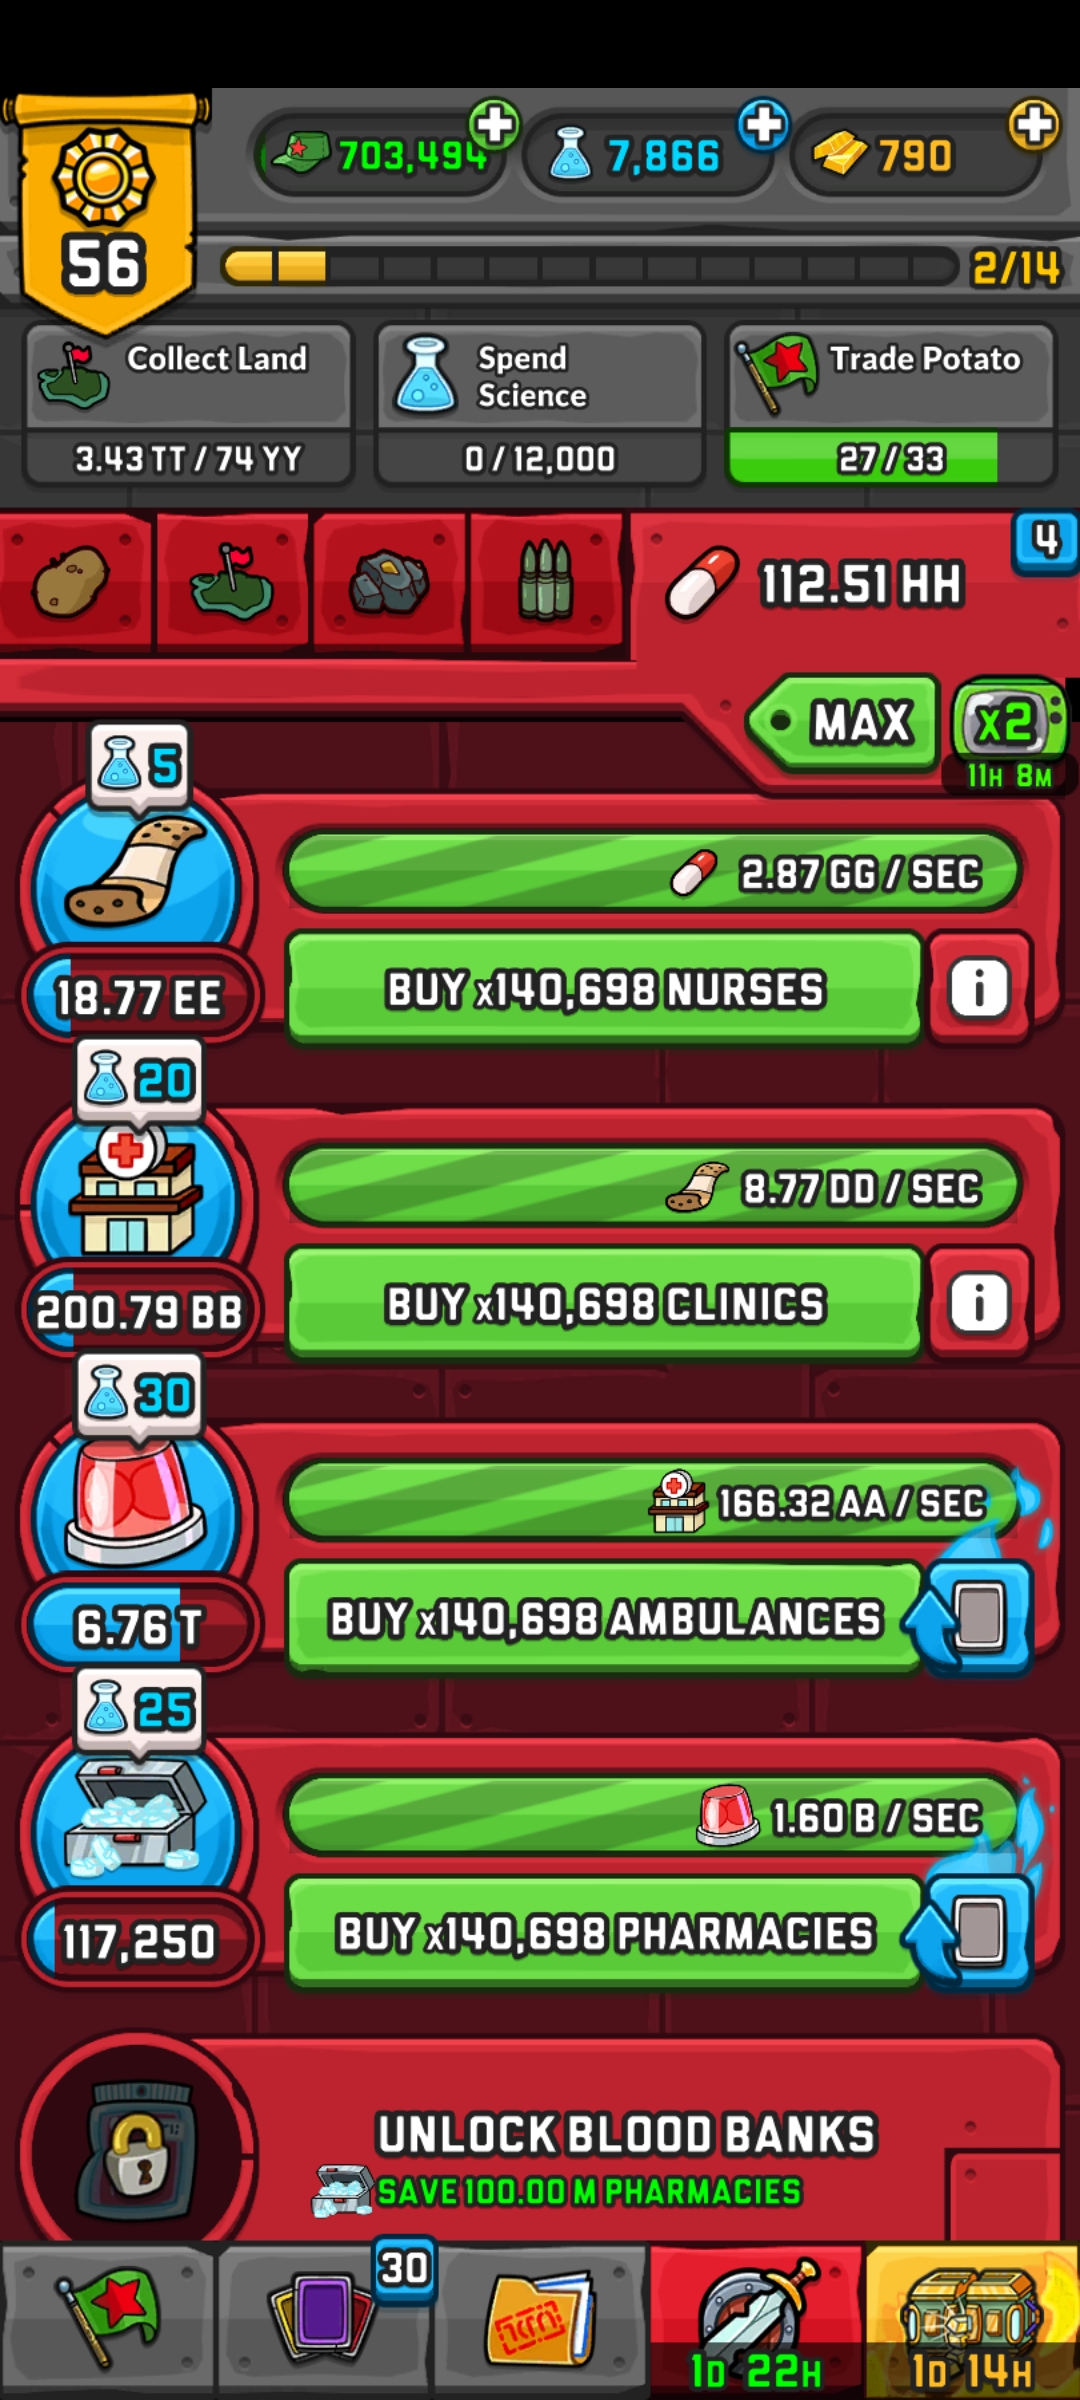 703,494
7,866
790
56
2/14
Collect Land
3.43 TT / 74 YY
Spend
Science
0 / 12,000
Trade Potato
27 / 33
112.51 HH
4
MAX
x2
11H 8M
5
2.87 GG / SEC
BUY x140,698 NURSES
i
18.77 EE
20
8.77 DD / SEC
BUY x140,698 CLINICS
i
200.79 BB
30
166.32 AA / SEC
BUY x140,698 AMBULANCES
6.76 T
25
1.60 B / SEC
BUY x140,698 PHARMACIES
117,250
UNLOCK BLOOD BANKS
SAVE 100.00 M PHARMACIES
30
1D 22H
1D 14H